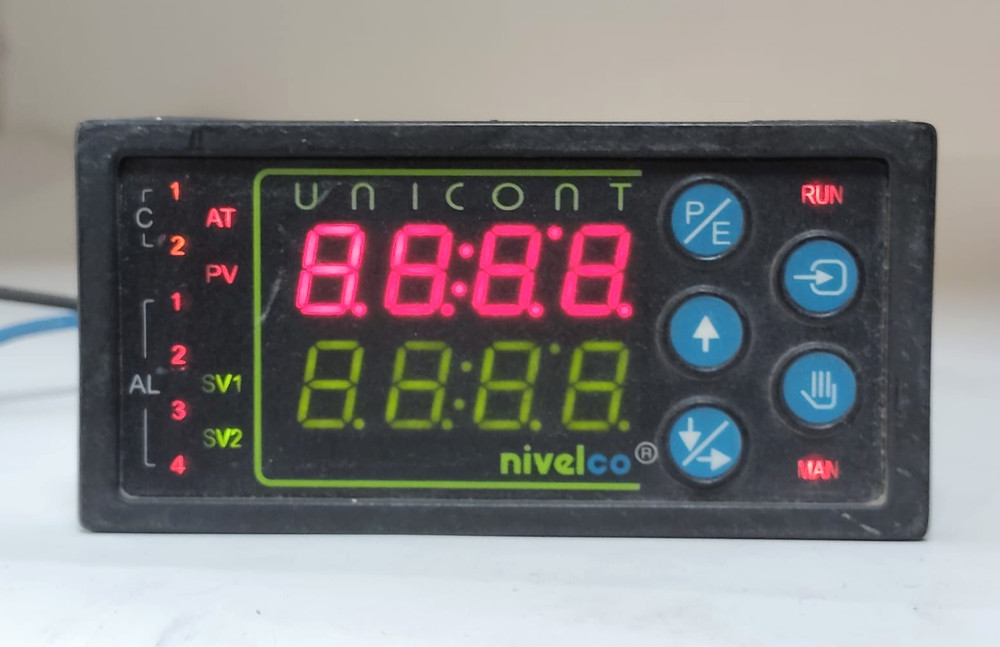 UNICONT
8.8:8.'8.
8.8:8.'8.
nivelco®
C
1
2
AT
PV
AL
1
2
3
4
SV1
SV2
P/E
RUN
MAN